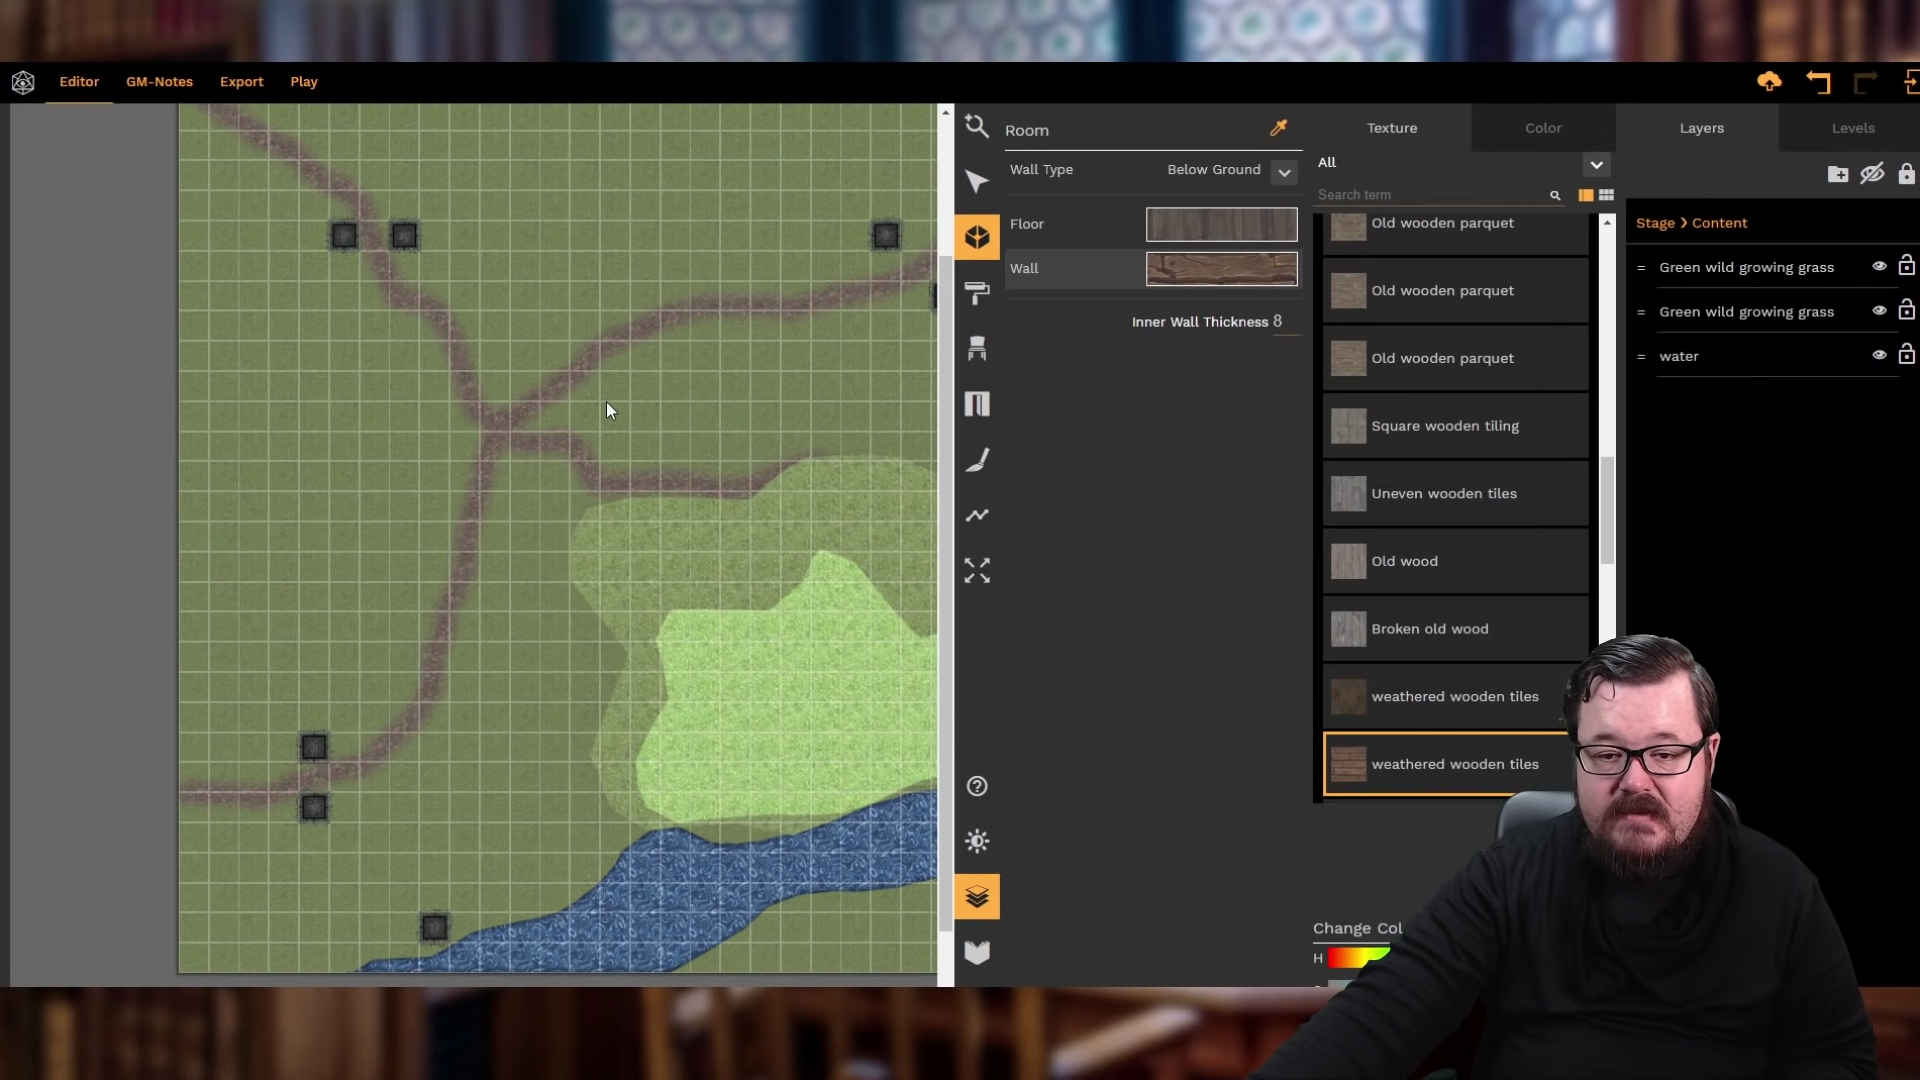 Editor GM-Notes Export Play
Room
Wall Type Below Ground
Floor
Wall
Inner Wall Thickness 8
Texture Color
All
Search term
Old wooden parquet
Old wooden parquet
Old wooden parquet
Square wooden tiling
Uneven wooden tiles
Old wood
Broken old wood
weathered wooden tiles
weathered wooden tiles
Change Col
H
Layers Levels
Stage › Content
= Green wild growing grass
= Green wild growing grass
= water